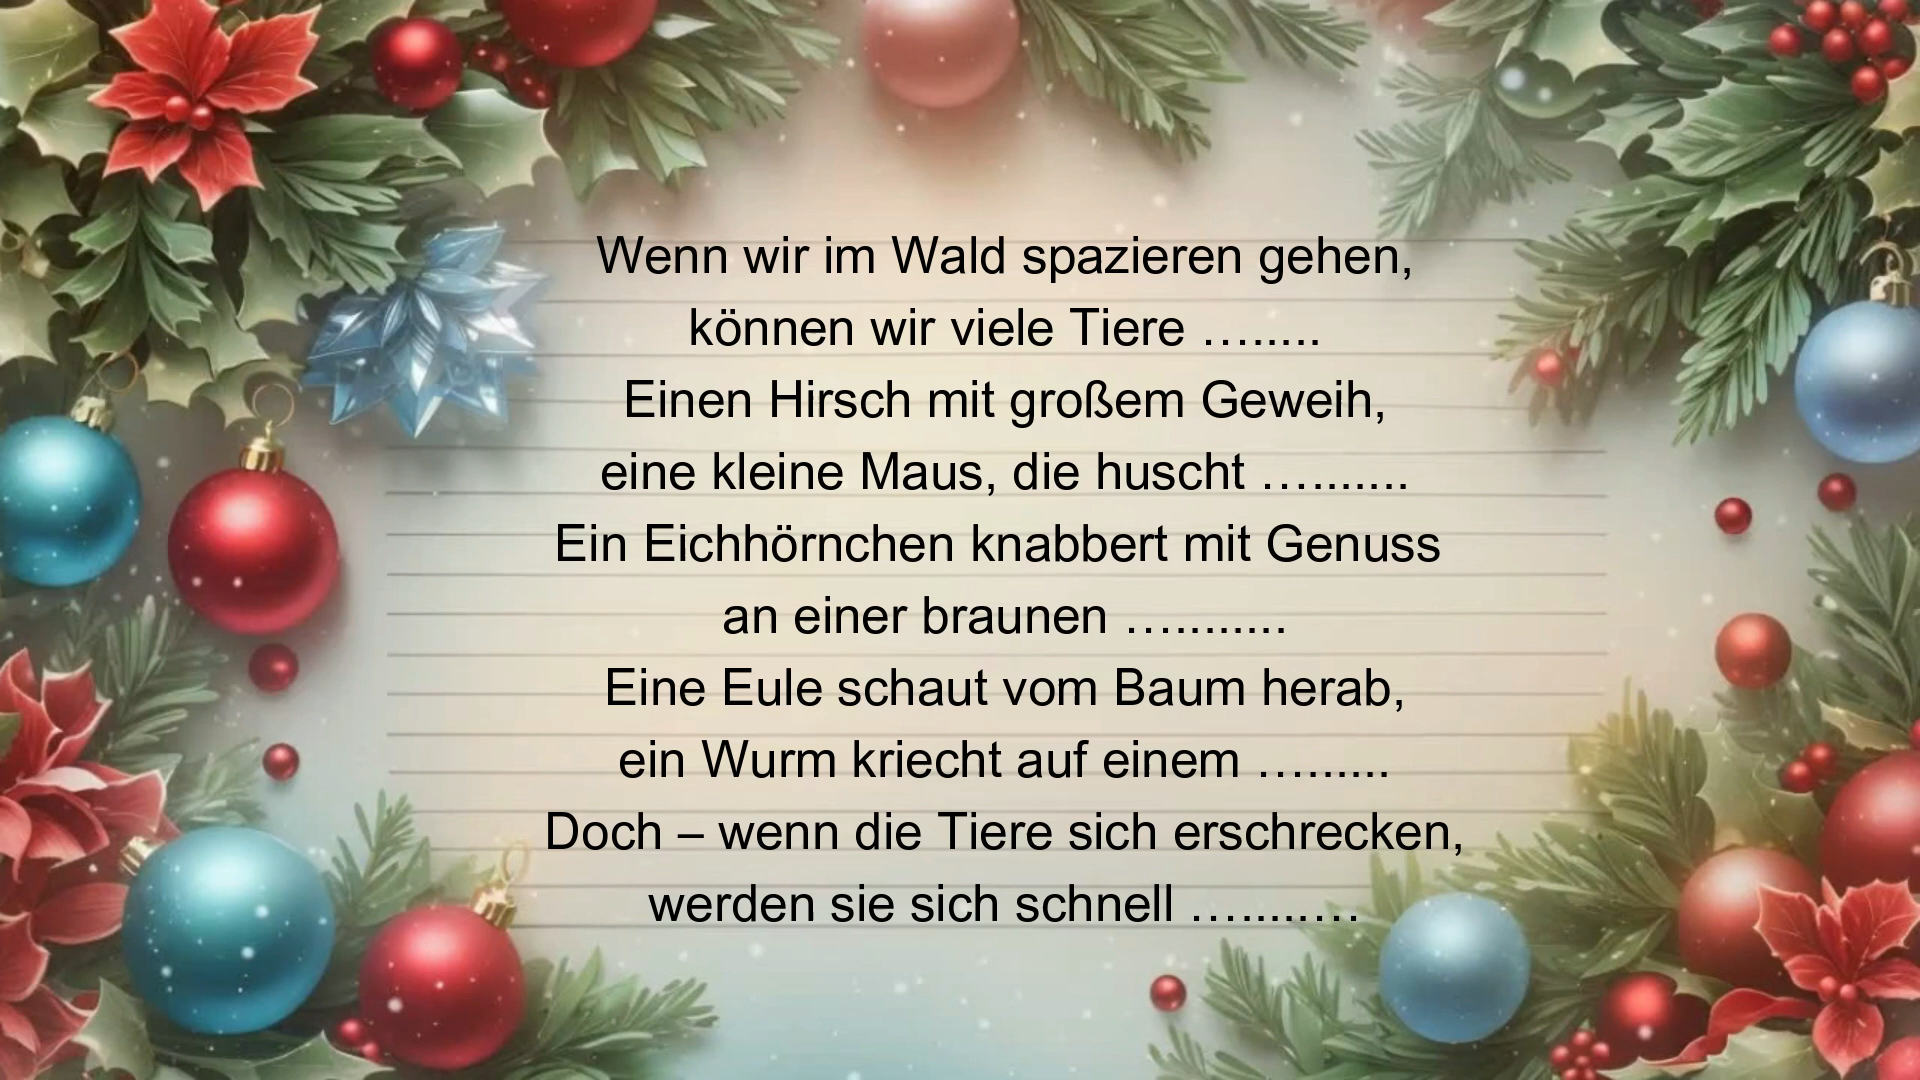 Wenn wir im Wald spazieren gehen,
können wir viele Tiere ….....
Einen Hirsch mit großem Geweih,
eine kleine Maus, die huscht ….......
Ein Eichhörnchen knabbert mit Genuss
an einer braunen ….........
Eine Eule schaut vom Baum herab,
ein Wurm kriecht auf einem …......
Doch – wenn die Tiere sich erschrecken,
werden sie sich schnell ….....…